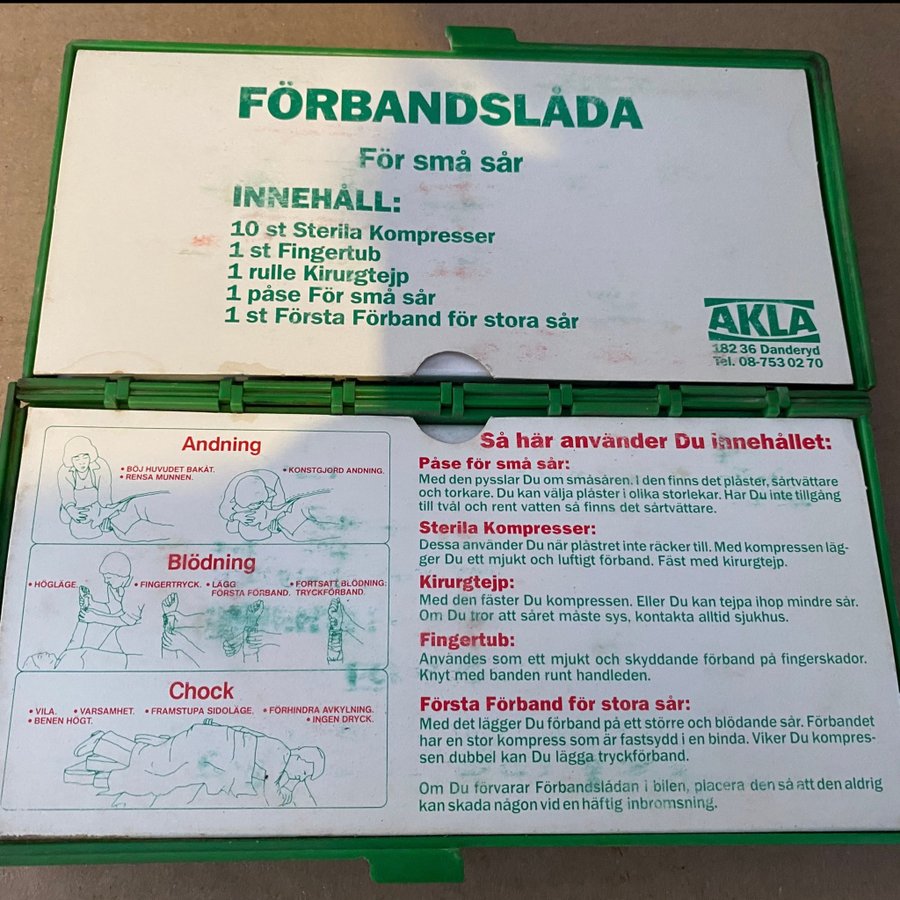 FÖRBANDSLÅDA
För små sår
INNEHÅLL:
10 st Sterila Kompresser
1 st Fingertub
1 rulle Kirurgtejp
1 påse För små sår
1 st Första Förband för stora sår
AKLA
182 36 Danderyd
Tel. 08-753 02 70
Andning
• BÖJ HUVUDET BAKÅT.
• RENSA MUNNEN.
• KONSTGJORD ANDNING.
Blödning
• HÖGLÄGE.
• FINGERTRYCK.
• LÄGG
FÖRSTA FÖRBAND.
• FORTSATT BLÖDNING:
TRYCKFÖRBAND.
Chock
• VILA. • VARSAMHET. • FRAMSTUPA SIDOLÄGE. • FÖRHINDRA AVKYLNING.
• BENEN HÖGT. • INGEN DRYCK.
Så här använder Du innehållet:
Påse för små sår:
Med den pysslar Du om småsåren. I den finns det plåster, sårtvättare
och torkare. Du kan välja plåster i olika storlekar. Har Du inte tillgång
till tvål och rent vatten så finns det sårtvättare.
Sterila Kompresser:
Dessa använder Du när plåstret inte räcker till. Med kompressen läg-
ger Du ett mjukt och luftigt förband. Fäst med kirurgtejp.
Kirurgtejp:
Med den fäster Du kompressen. Eller Du kan tejpa ihop mindre sår.
Om Du tror att såret måste sys, kontakta alltid sjukhus.
Fingertub:
Användes som ett mjukt och skyddande förband på fingerskador.
Knyt med banden runt handleden.
Första Förband för stora sår:
Med det lägger Du förband på ett större och blödande sår. Förbandet
har en stor kompress som är fastsydd i en binda. Viker Du kompres-
sen dubbel kan Du lägga tryckförband.
Om Du förvarar Förbandslådan i bilen, placera den så att den aldrig
kan skada någon vid en häftig inbromsning.